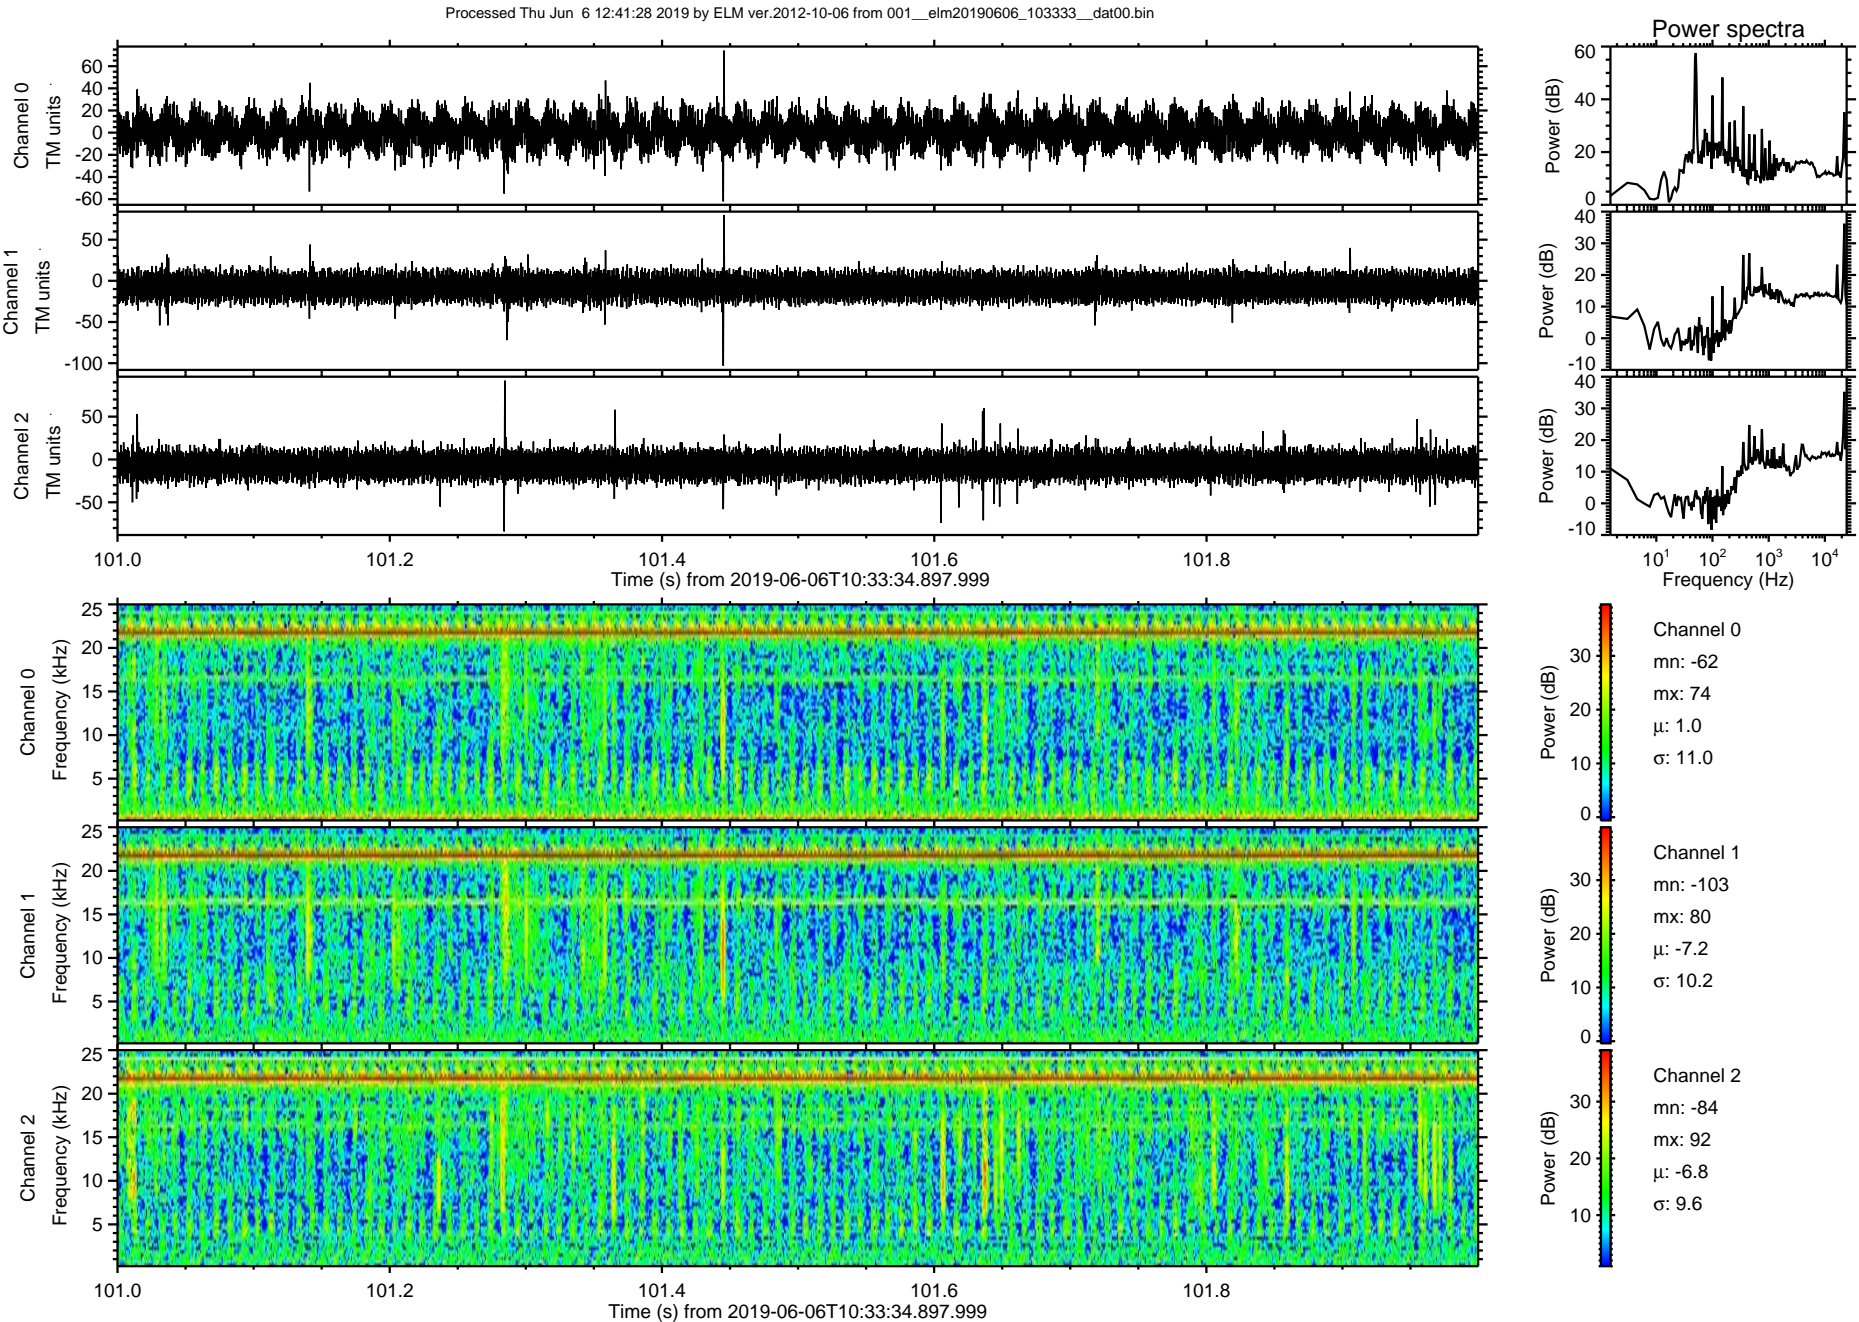 Processed Thu Jun  6 12:41:28 2019 by ELM ver.2012-10-06 from 001__elm20190606_103333__dat00.bin
Power spectra
Channel 0
TM units
60
40
20
0
-20
-40
-60
Power (dB)
60
40
20
0
Channel 1
TM units
50
0
-50
-100
Power (dB)
40
30
20
10
0
-10
Channel 2
TM units
50
0
-50
Power (dB)
40
30
20
10
0
-10
101.0 101.2 101.4 101.6 101.8
Time (s) from 2019-06-06T10:33:34.897.999
10¹ 10² 10³ 10⁴
Frequency (Hz)
Channel 0
Frequency (kHz)
25
20
15
10
5
Power (dB)
30
20
10
0
Channel 0
mn: -62
mx: 74
μ: 1.0
σ: 11.0
Channel 1
Frequency (kHz)
25
20
15
10
5
Power (dB)
30
20
10
0
Channel 1
mn: -103
mx: 80
μ: -7.2
σ: 10.2
Channel 2
Frequency (kHz)
25
20
15
10
5
Power (dB)
30
20
10
Channel 2
mn: -84
mx: 92
μ: -6.8
σ: 9.6
101.0 101.2 101.4 101.6 101.8
Time (s) from 2019-06-06T10:33:34.897.999